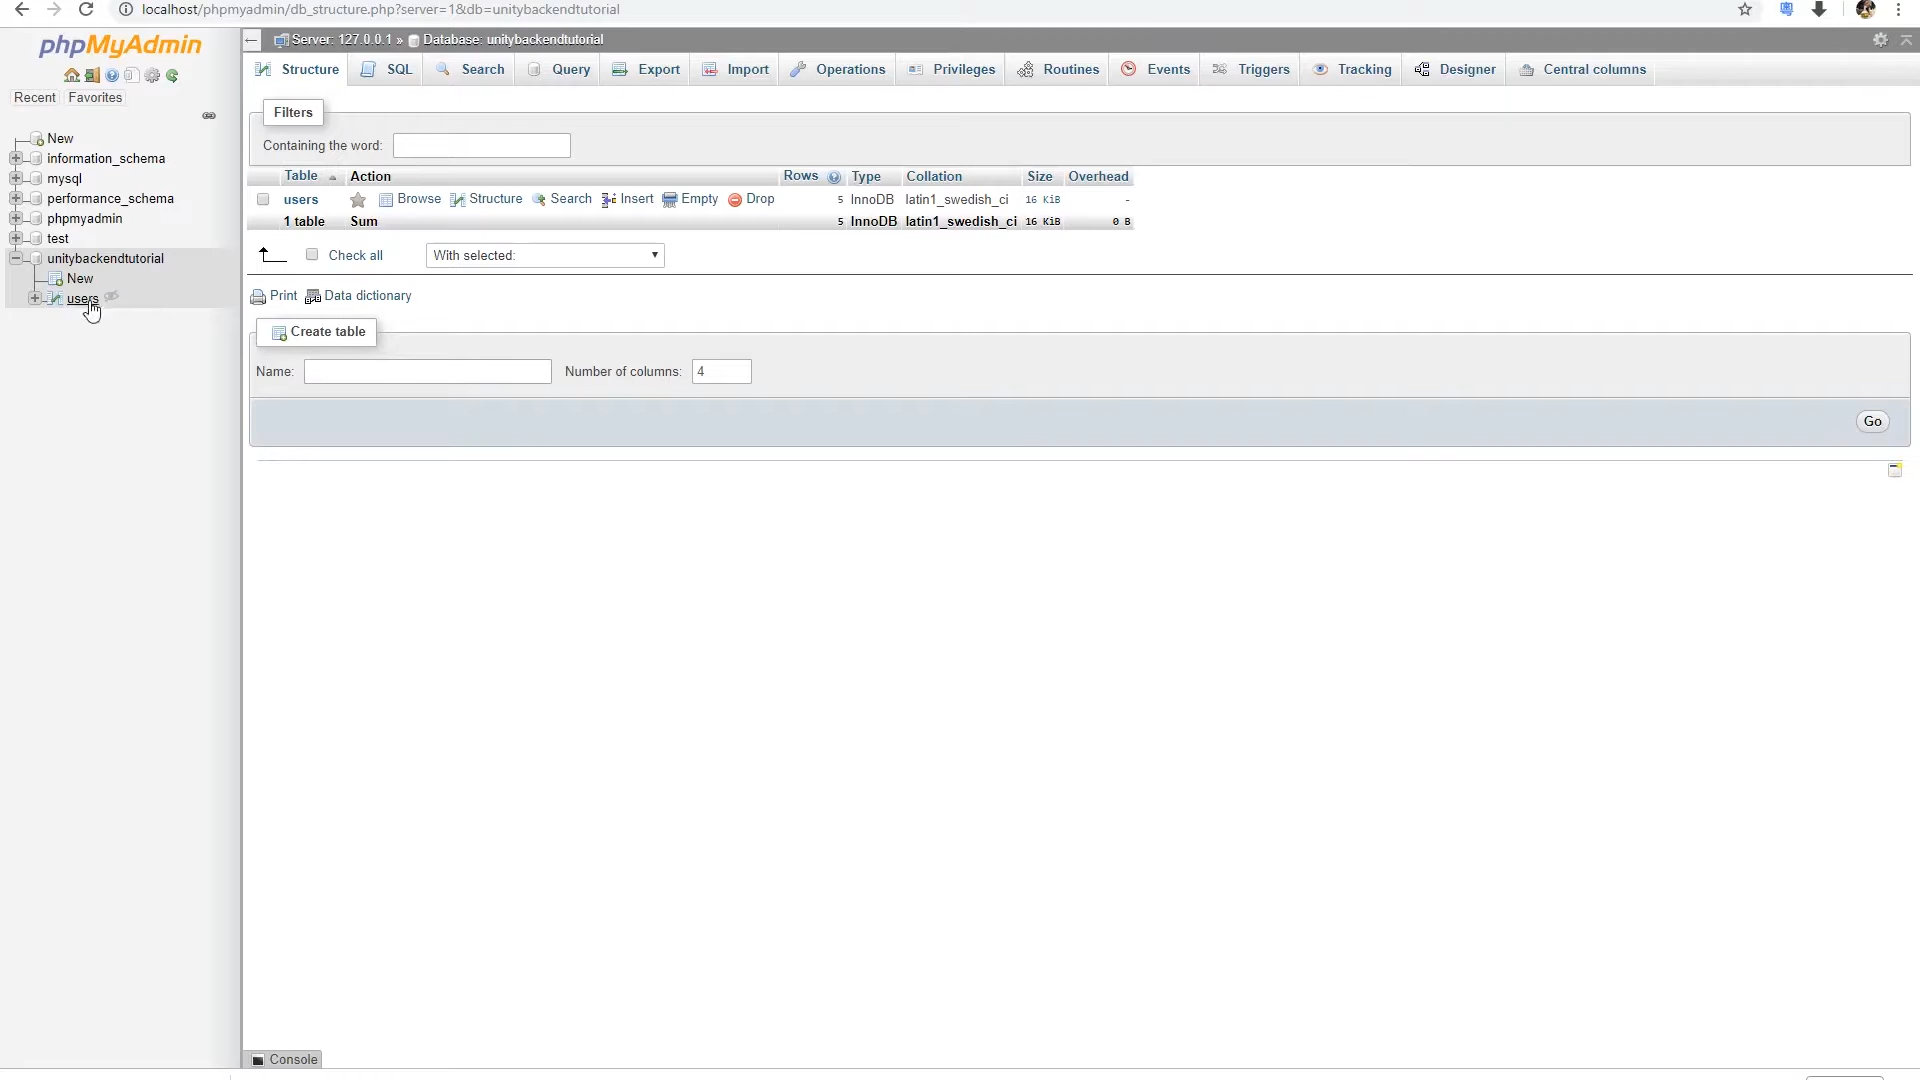 localhost/phpmyadmin/db_structure.php?server=1&db=unitybackendtutorial
phpMyAdmin
Recent Favorites
New
information_schema
mysql
performance_schema
phpmyadmin
test
unitybackendtutorial
New
users
Server: 127.0.0.1 » Database: unitybackendtutorial
Structure SQL Search Query Export Import Operations Privileges Routines Events Triggers Tracking Designer Central columns
Filters
Containing the word:
Table Action Rows Type Collation Size Overhead
users Browse Structure Search Insert Empty Drop 5 InnoDB latin1_swedish_ci 16 KiB -
1 table Sum 5 InnoDB latin1_swedish_ci 16 KiB 0 B
Check all With selected:
Print Data dictionary
Create table
Name: Number of columns: 4
Go
Console